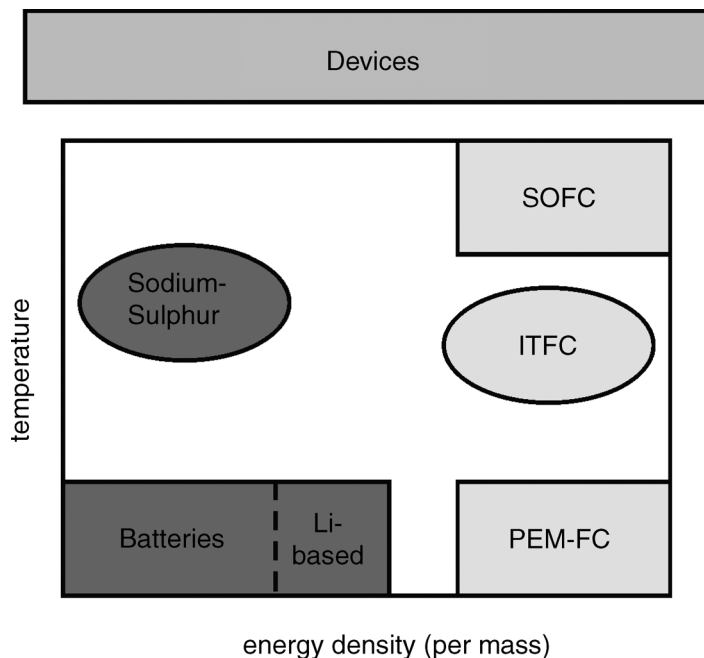 Devices
SOFC
Sodium-
Sulphur
ITFC
temperature
Batteries
Li-
based
PEM-FC
energy density (per mass)